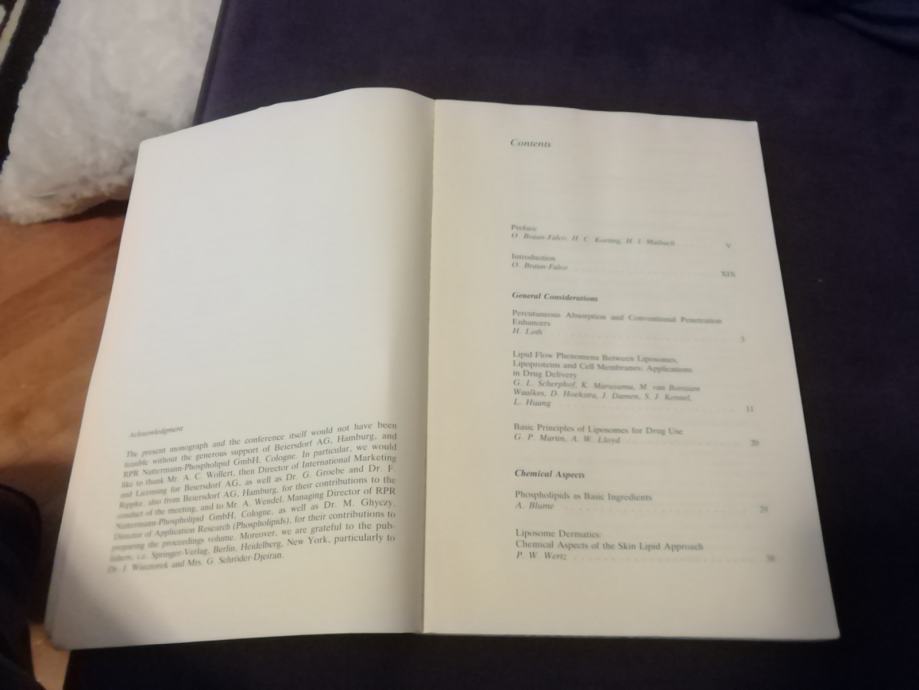 Acknowledgment
The present monograph and the conference itself would not have been
feasible without the generous support of Beiersdorf AG, Hamburg, and
RPR Nattermann-Phospholipid GmbH, Cologne. In particular, we would
like to thank Mr. A. C. Wollert, then Director of International Marketing
and Licensing for Beiersdorf AG, as well as Dr. G. Groebe and Dr. F.
Rippke, also from Beiersdorf AG, Hamburg, for their contributions to the
conduct of the meeting, and to Mr. A. Wendel, Managing Director of RPR
Nattermann-Phospholipid GmbH, Cologne, as well as Dr. M. Ghyczy,
Director of Application Research (Phospholipids), for their contributions to
preparing the proceedings volume. Moreover, we are grateful to the pub-
lishers, i.e. Springer-Verlag, Berlin, Heidelberg, New York, particularly to
Dr. J. Wieczorek and Mrs. G. Schröder-Djeiran.
Contents
Preface
O. Braun-Falco, H. C. Korting, H. I. Maibach V
Introduction
O. Braun-Falco XIX
General Considerations
Percutaneous Absorption and Conventional Penetration
Enhancers
H. Loth 3
Lipid Flow Phenomena Between Liposomes,
Lipoproteins and Cell Membranes: Applications
in Drug Delivery
G. L. Scherphof, K. Maruyama, M. van Borssum
Waalkes, D. Hoekstra, J. Damen, S. J. Kennel,
L. Huang 11
Basic Principles of Liposomes for Drug Use
G. P. Martin, A. W. Lloyd 20
Chemical Aspects
Phospholipids as Basic Ingredients
A. Blume
Liposome Dermatics:
Chemical Aspects of the Skin Lipid Approach
P. W. Wertz